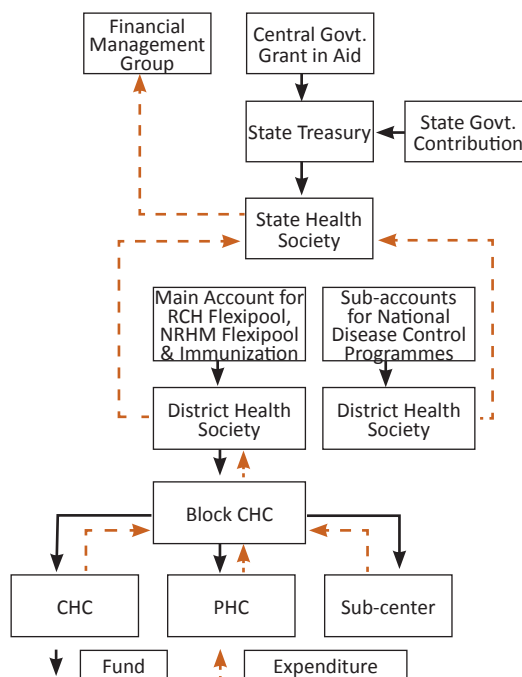 Financial
Management
Group
Central Govt.
Grant in Aid
State Treasury
State Govt.
Contribution
State Health
Society
Main Account for
RCH Flexipool,
NRHM Flexipool
& Immunization
Sub-accounts
for National
Disease Control
Programmes
District Health
Society
District Health
Society
Block CHC
CHC
PHC
Sub-center
Fund
Expenditure